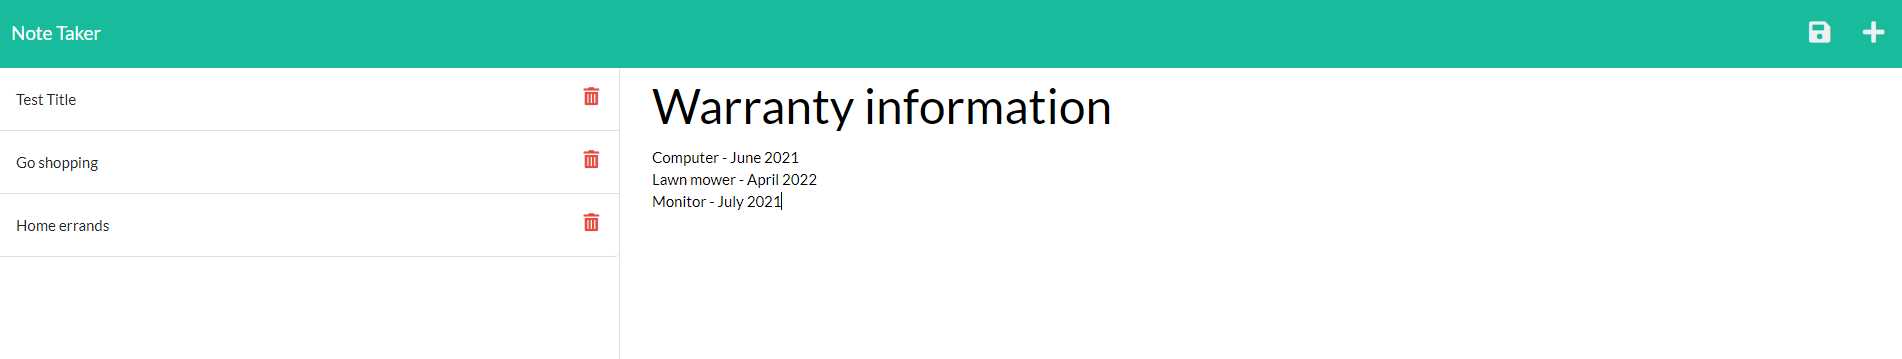 Note Taker
Test Title
Go shopping
Home errands
Warranty information
Computer - June 2021
Lawn mower - April 2022
Monitor - July 2021